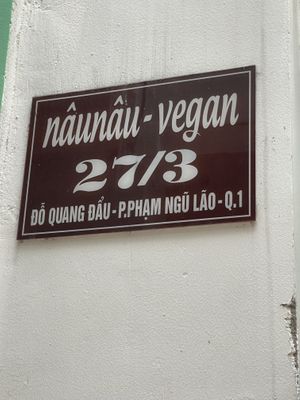 nâunâu - vegan
27/3
ĐỖ QUANG ĐẨU - P.PHẠM NGŨ LÃO - Q.1